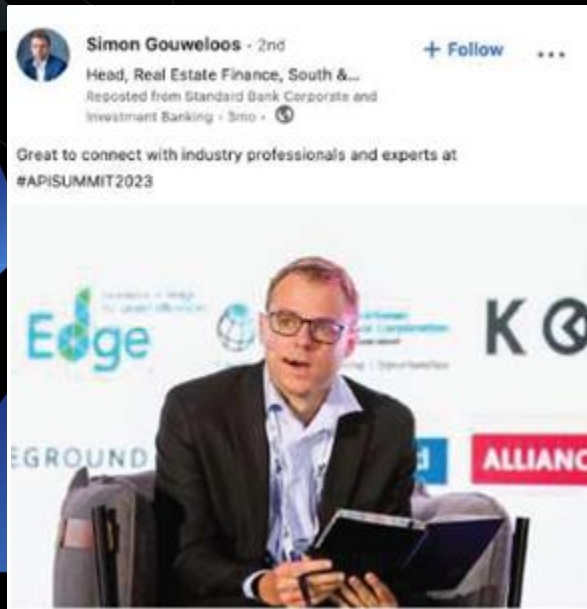 Simon Gouweloos · 2nd
+ Follow
...
Head, Real Estate Finance, South &...
Reposted from Standard Bank Corporate and
Investment Banking · 3mo ·
Great to connect with industry professionals and experts at
#APISUMMIT2023
Edge
K
EGROUND
d
ALLIANC